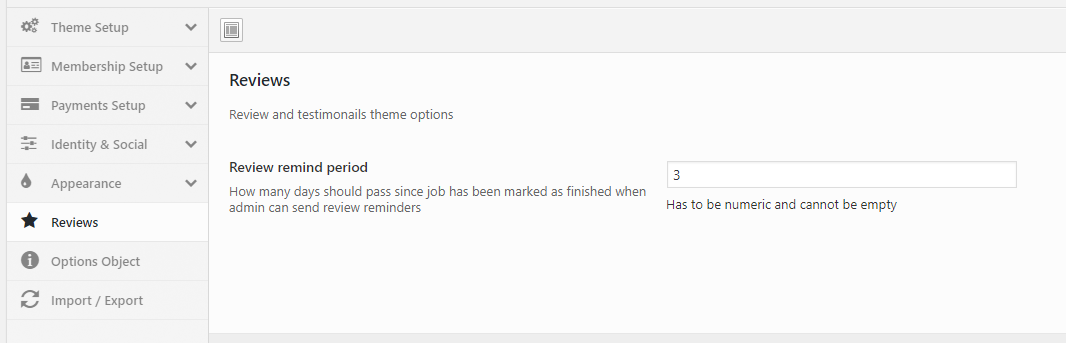 Theme Setup
Membership Setup
Payments Setup
Identity & Social
Appearance
Reviews
Options Object
Import / Export
Reviews
Review and testimonails theme options
Review remind period
How many days should pass since job has been marked as finished when
admin can send review reminders
3
Has to be numeric and cannot be empty